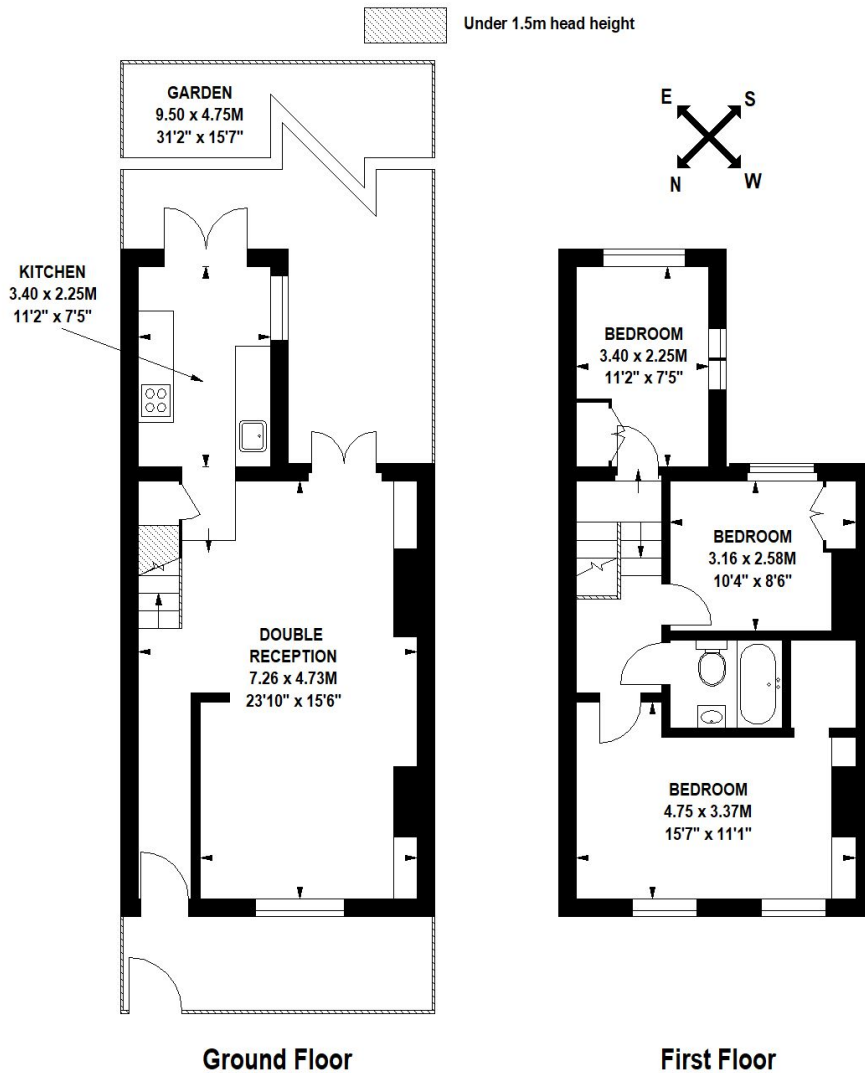 Under 1.5m head height
GARDEN
9.50 x 4.75M
31'2" x 15'7"
E
S
N
W
KITCHEN
3.40 x 2.25M
11'2" x 7'5"
BEDROOM
3.40 x 2.25M
11'2" x 7'5"
BEDROOM
3.16 x 2.58M
10'4" x 8'6"
DOUBLE
RECEPTION
7.26 x 4.73M
23'10" x 15'6"
BEDROOM
4.75 x 3.37M
15'7" x 11'1"
Ground Floor
First Floor